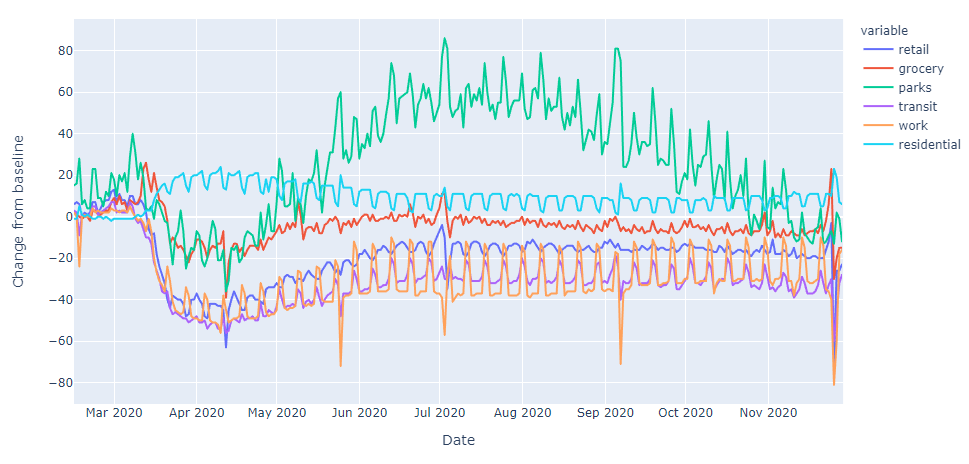 variable
retail
grocery
parks
transit
work
residential
Change from baseline
80
60
40
20
0
−20
−40
−60
−80
Mar 2020 Apr 2020 May 2020 Jun 2020 Jul 2020 Aug 2020 Sep 2020 Oct 2020 Nov 2020
Date